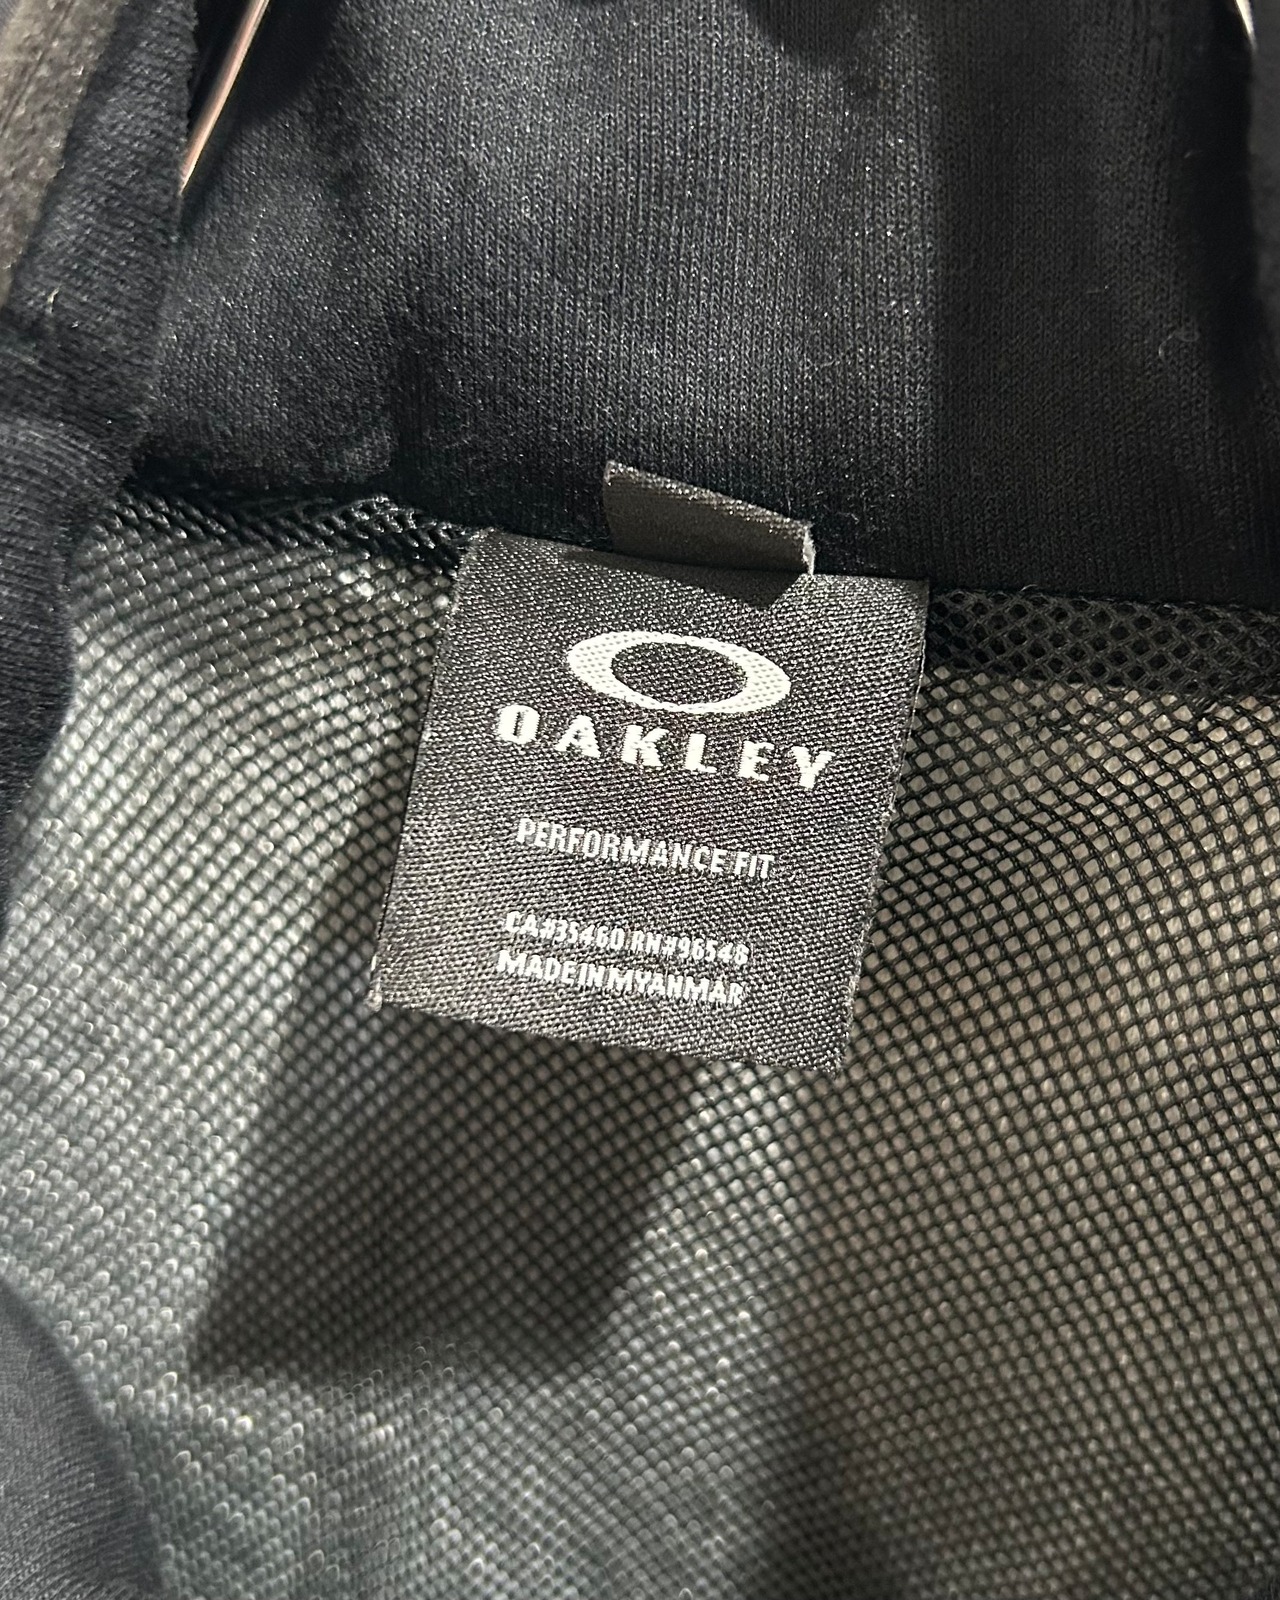 OAKLEY
PERFORMANCE FIT
CA#35460 RN#96548
MADE IN MYANMAR